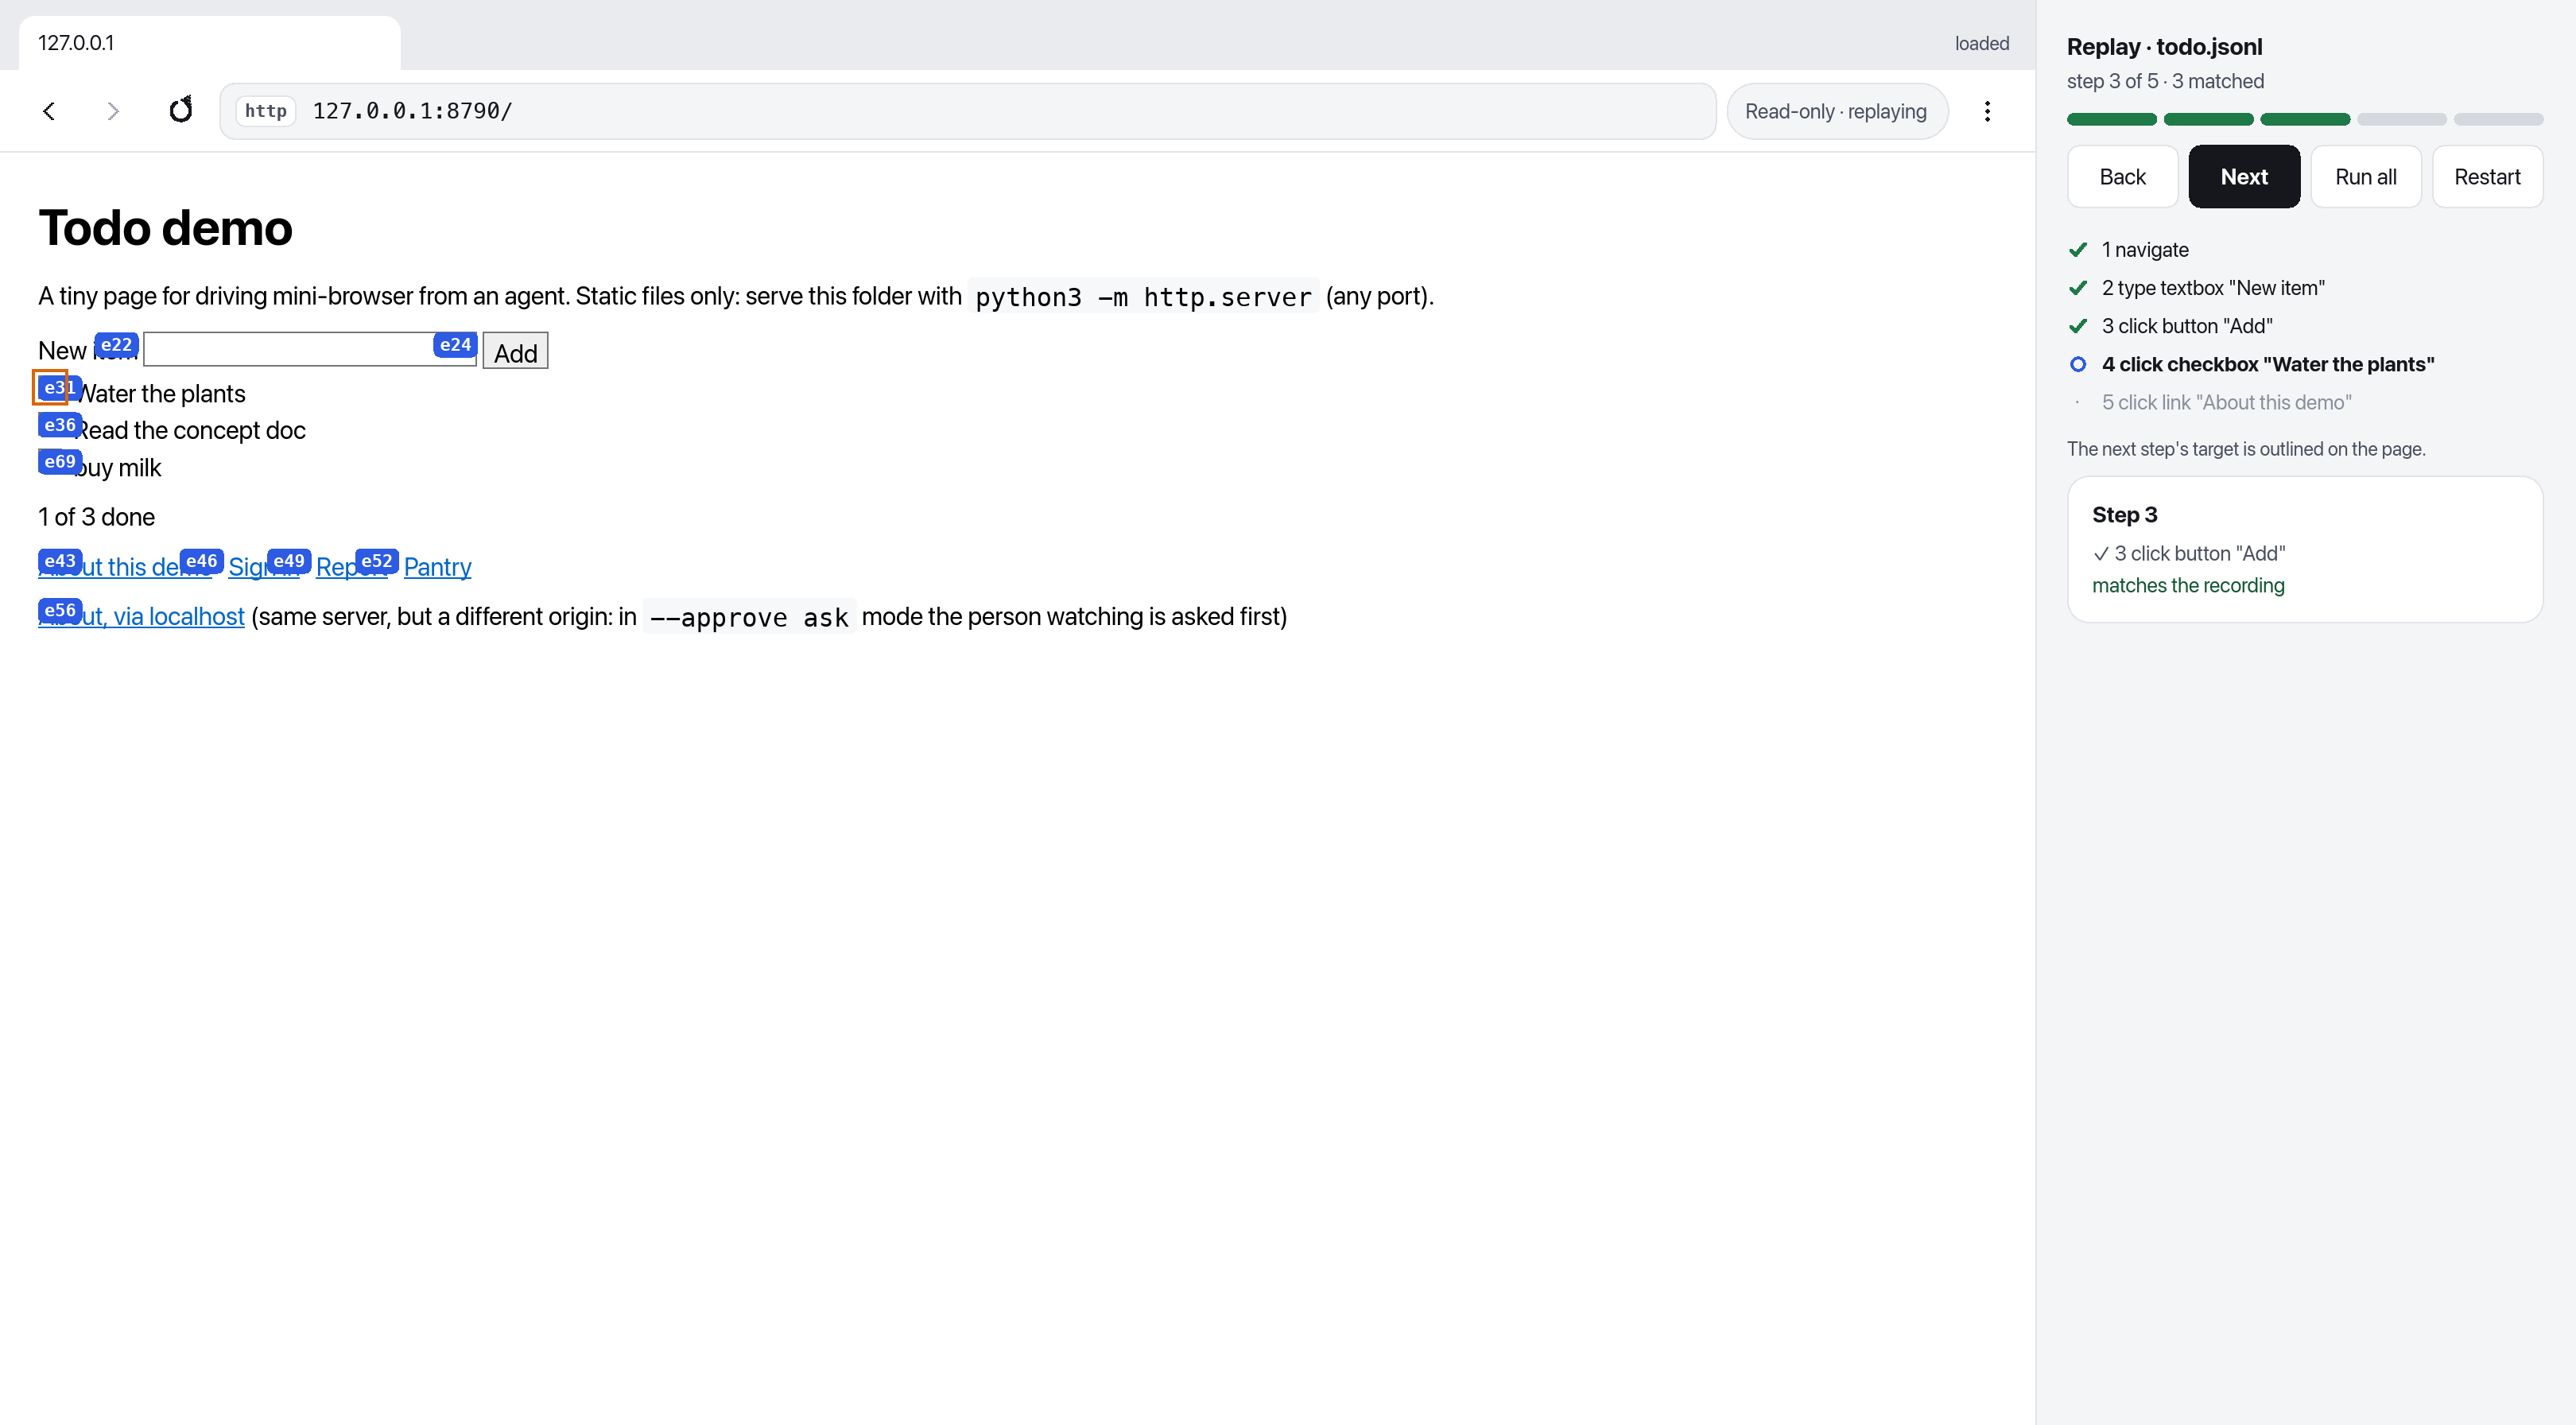 127.0.0.1
loaded
http 127.0.0.1:8790/
Read-only · replaying
Todo demo
A tiny page for driving mini-browser from an agent. Static files only: serve this folder with python3 -m http.server (any port).
New e22 e24 Add
e31 Water the plants
e36 Read the concept doc
e69 buy milk
1 of 3 done
e43 ut this e46 Sign e49 Rep e52 Pantry
e56 ut, via localhost (same server, but a different origin: in --approve ask mode the person watching is asked first)
Replay · todo.jsonl
step 3 of 5 · 3 matched
Back Next Run all Restart
1 navigate
2 type textbox "New item"
3 click button "Add"
4 click checkbox "Water the plants"
5 click link "About this demo"
The next step's target is outlined on the page.
Step 3
✓ 3 click button "Add"
matches the recording